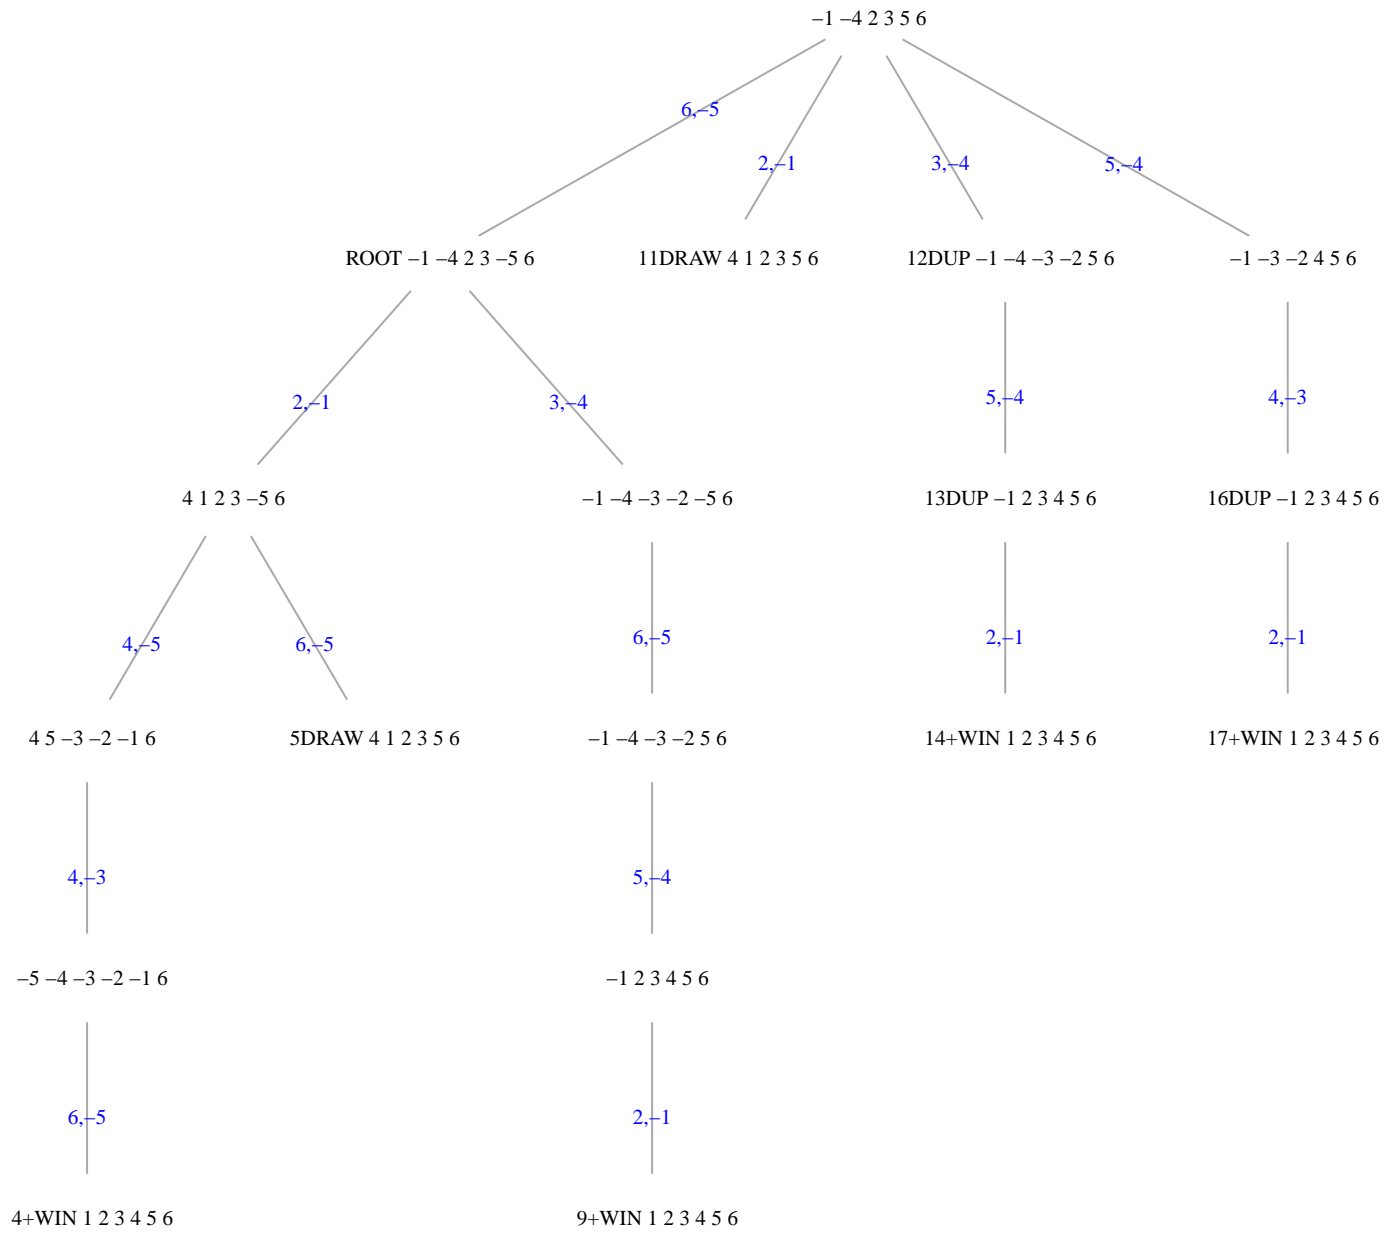 –1 –4 2 3 5 6
6,–5
2,–1
3,–4
5,–4
ROOT –1 –4 2 3 –5 6
11DRAW 4 1 2 3 5 6
12DUP –1 –4 –3 –2 5 6
–1 –3 –2 4 5 6
2,–1
3,–4
5,–4
4,–3
4 1 2 3 –5 6
–1 –4 –3 –2 –5 6
13DUP –1 2 3 4 5 6
16DUP –1 2 3 4 5 6
4,–5
6,–5
6,–5
2,–1
2,–1
4 5 –3 –2 –1 6
5DRAW 4 1 2 3 5 6
–1 –4 –3 –2 5 6
14+WIN 1 2 3 4 5 6
17+WIN 1 2 3 4 5 6
4,–3
5,–4
–5 –4 –3 –2 –1 6
–1 2 3 4 5 6
6,–5
2,–1
4+WIN 1 2 3 4 5 6
9+WIN 1 2 3 4 5 6